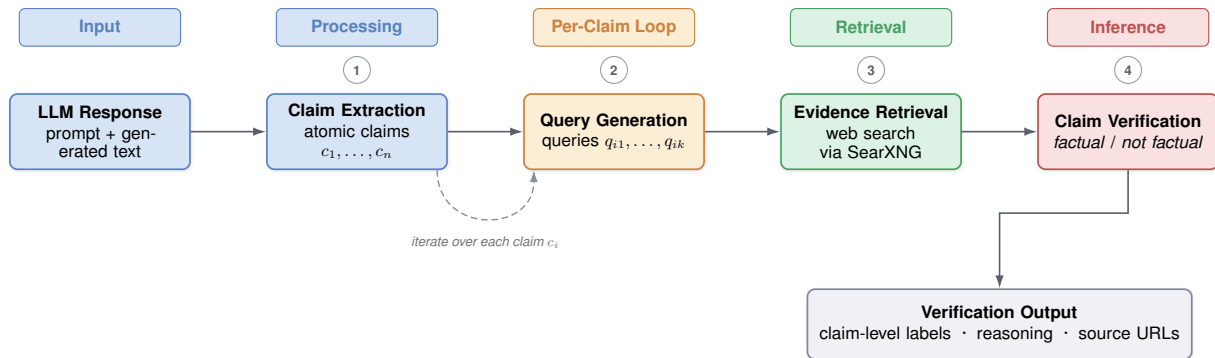 Input
Processing
Per-Claim Loop
Retrieval
Inference
1
2
3
4
LLM Response
prompt + gen-
erated text
Claim Extraction
atomic claims
c₁, . . . , cₙ
Query Generation
queries qᵢ₁, . . . , qᵢₖ
Evidence Retrieval
web search
via SearXNG
Claim Verification
factual / not factual
iterate over each claim cᵢ
Verification Output
claim-level labels · reasoning · source URLs